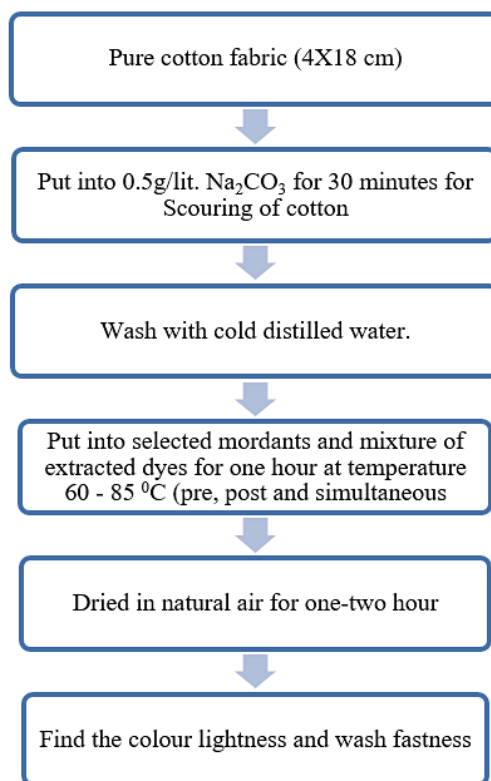 Pure cotton fabric (4X18 cm)
Put into 0.5g/lit. Na₂CO₃ for 30 minutes for
Scouring of cotton
Wash with cold distilled water.
Put into selected mordants and mixture of
extracted dyes for one hour at temperature
60 - 85 ⁰C (pre, post and simultaneous
Dried in natural air for one-two hour
Find the colour lightness and wash fastness